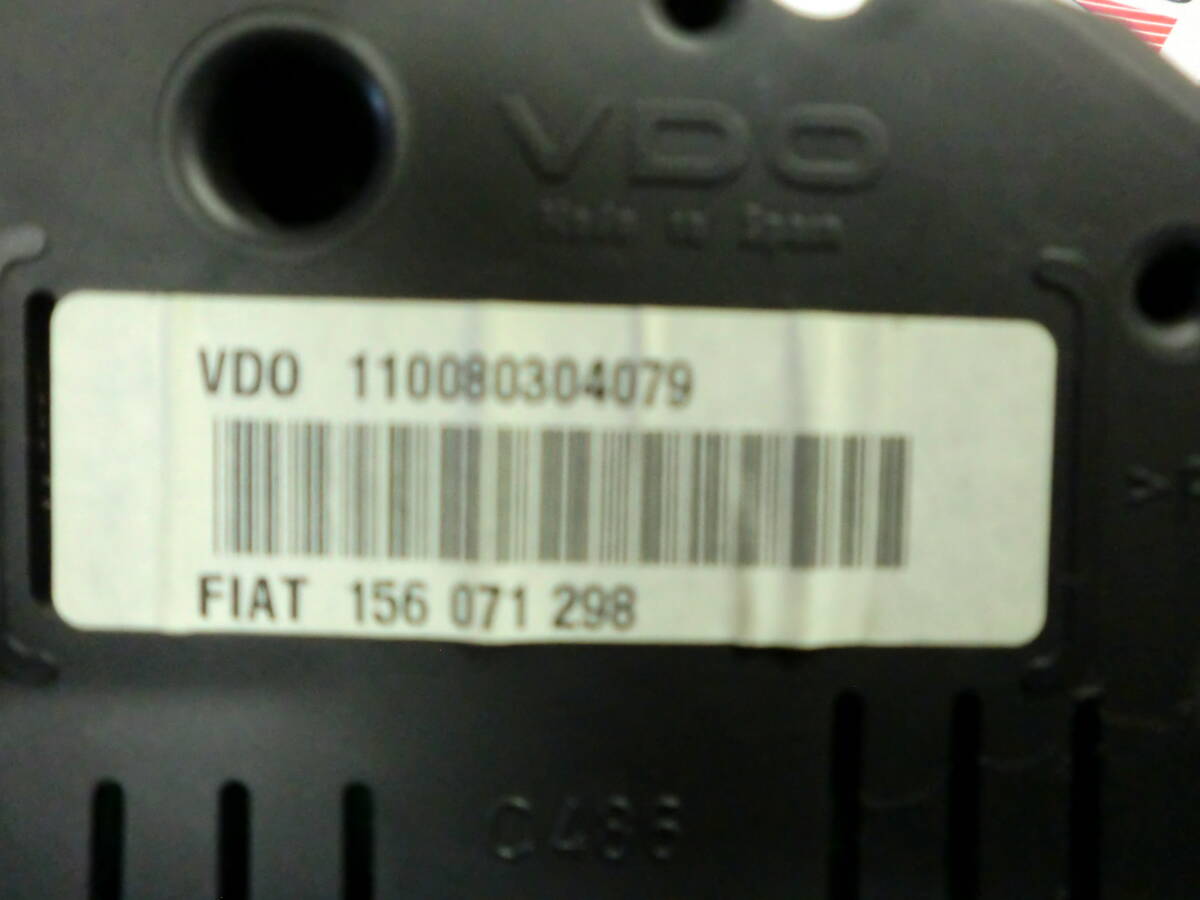 VDO
Made in Spain
VDO 110080304079
FIAT 156 071 298